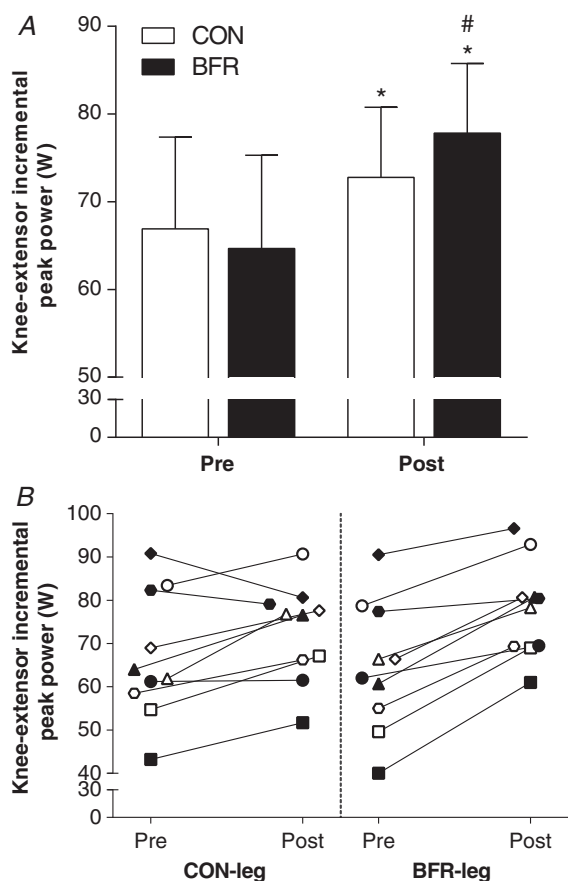 A
Knee-extensor incremental
peak power (W)
90
80
70
60
50
30
0
CON
BFR
*
#
*
Pre
Post
B
Knee-extensor incremental
peak power (W)
100
90
80
70
60
50
40
30
0
Pre
Post
Pre
Post
CON-leg
BFR-leg